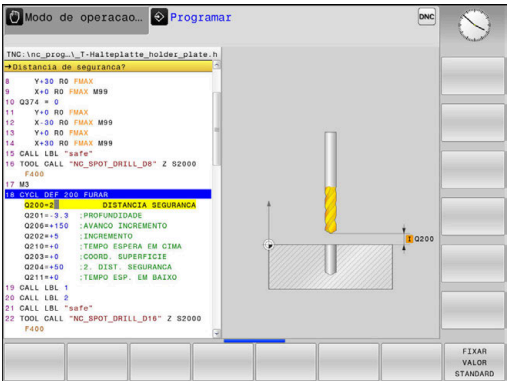 Modo de operacao...
Programar
DNC
TNC:\nc_prog…\_T-Halteplatte_holder_plate.h
→Distancia de seguranca?
8 Y+30 R0 FMAX
9 X+0 R0 FMAX M99
10 Q374 = 0
11 Y+0 R0 FMAX
12 X-30 R0 FMAX M99
13 Y+0 R0 FMAX
14 X+30 R0 FMAX M99
15 CALL LBL "safe"
16 TOOL CALL "NC_SPOT_DRILL_D8" Z S2000
F400
17 M3
18 CYCL DEF 200 FURAR
Q200=2 DISTANCIA SEGURANCA
Q201=-3.3 ;PROFUNDIDADE
Q206=+150 ;AVANCO INCREMENTO
Q202=+5 ;INCREMENTO
Q210=+0 ;TEMPO ESPERA EM CIMA
Q203=+0 ;COORD. SUPERFICIE
Q204=+50 ;2. DIST. SEGURANCA
Q211=+0 ;TEMPO ESP. EM BAIXO
19 CALL LBL 1
20 CALL LBL 2
21 CALL LBL "safe"
22 TOOL CALL "NC_SPOT_DRILL_D16" Z S2000
F400
Q200
FIXAR
VALOR
STANDARD